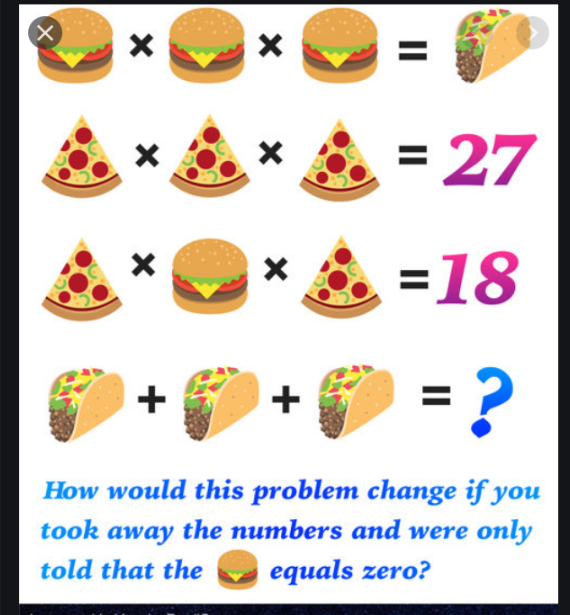 × × =
× × = 27
× × = 18
+ + = ?
How would this problem change if you
took away the numbers and were only
told that the equals zero?